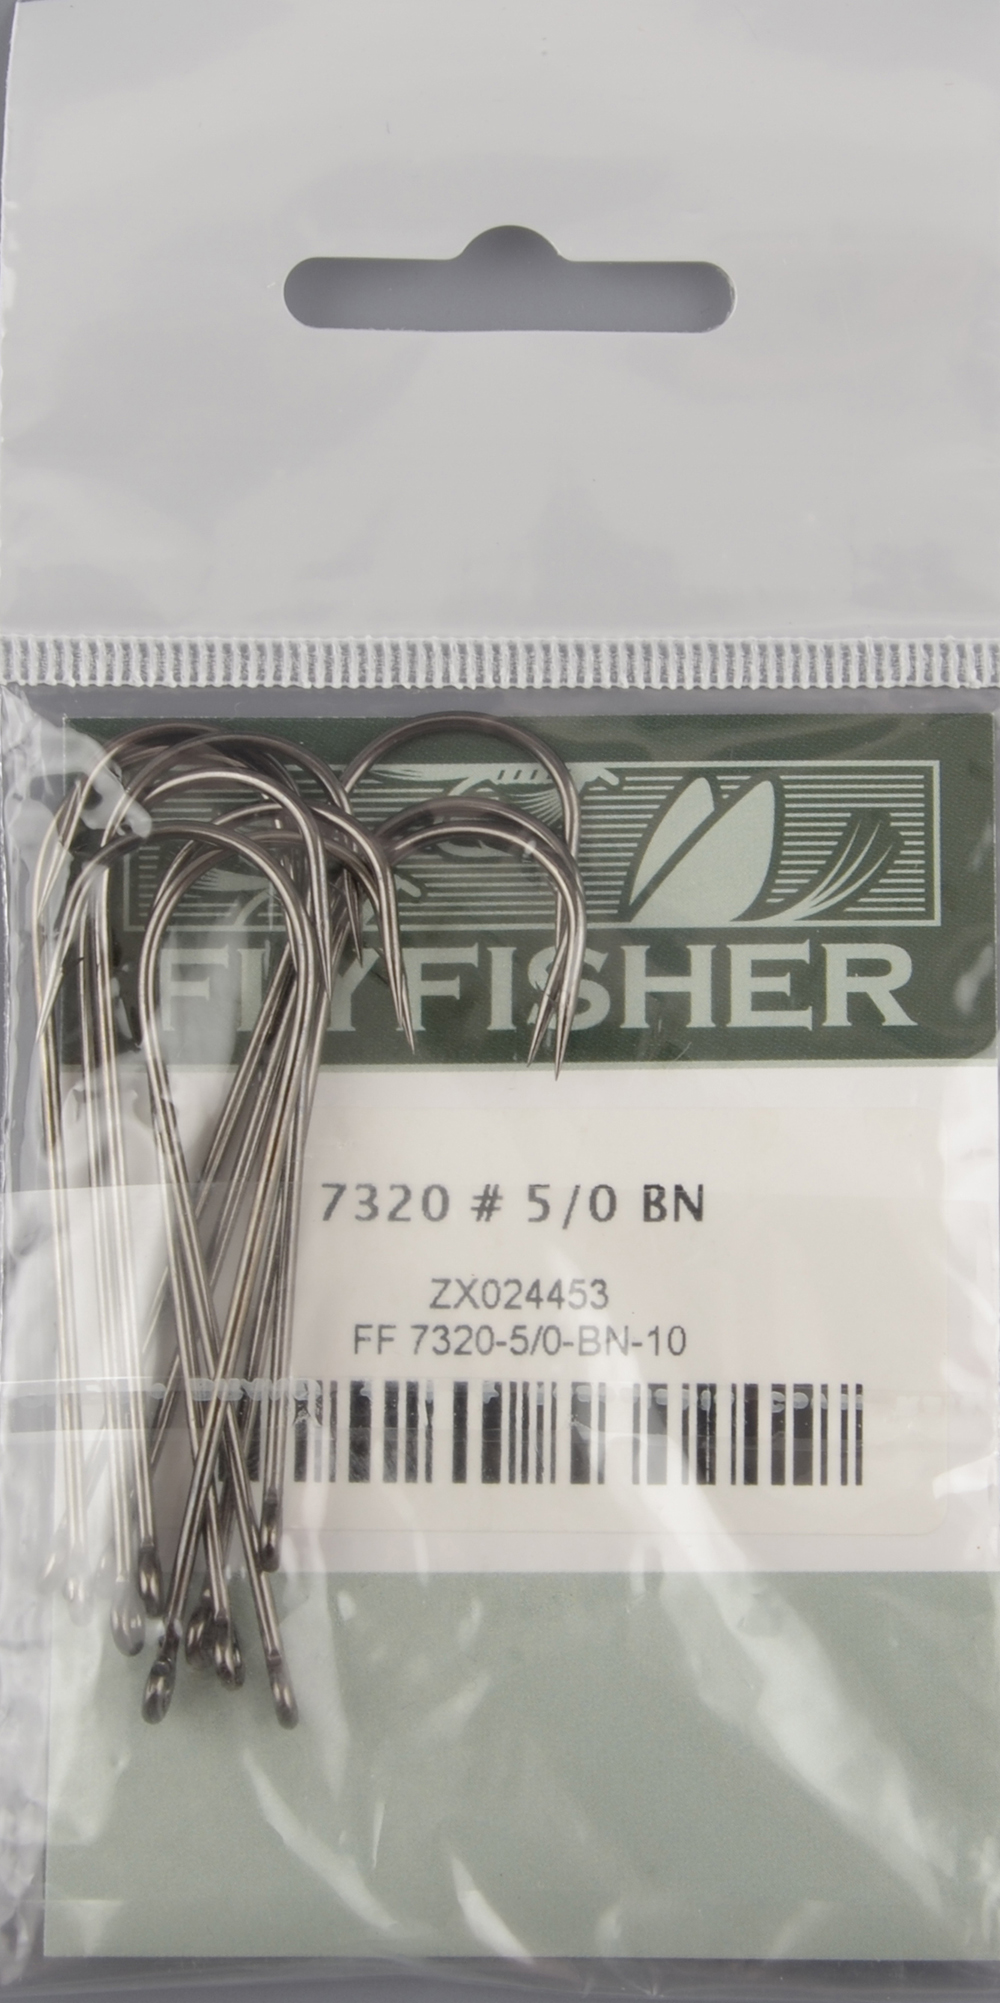 FLYFISHER
7320 # 5/0 BN
ZX024453
FF 7320-5/0-BN-10